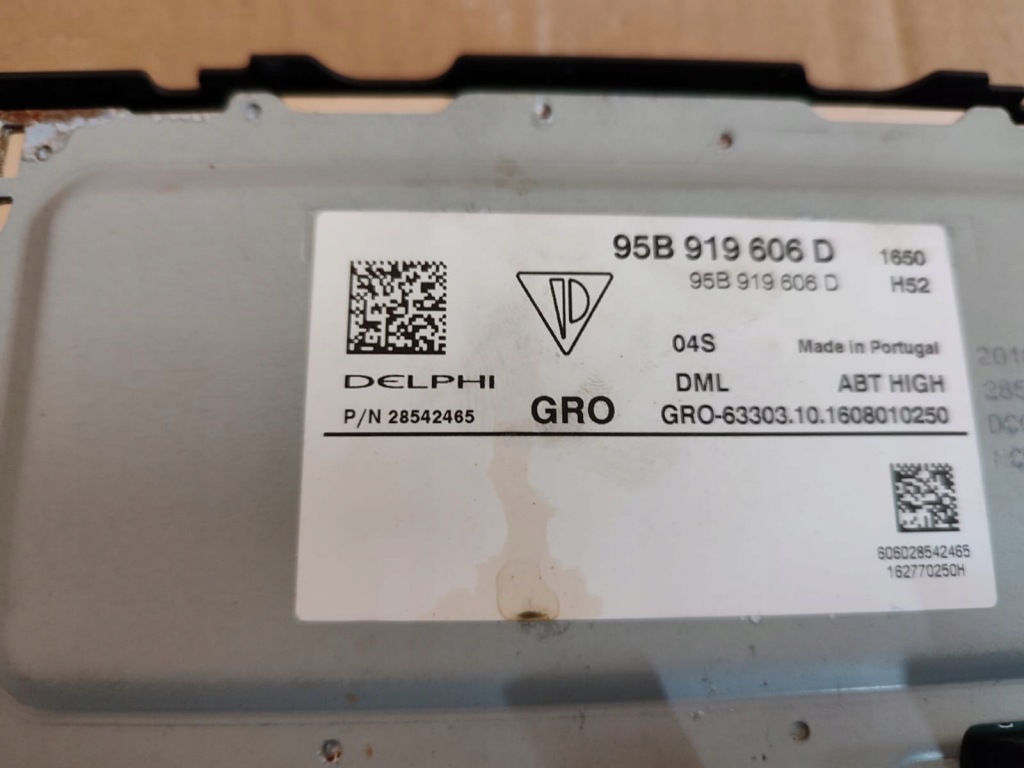 95B 919 606 D 1650
95B 919 606 D H52
04S Made in Portugal
DELPHI DML ABT HIGH
P/N 28542465 GRO GRO-63303.10.1608010250
606D28542465
162770250H